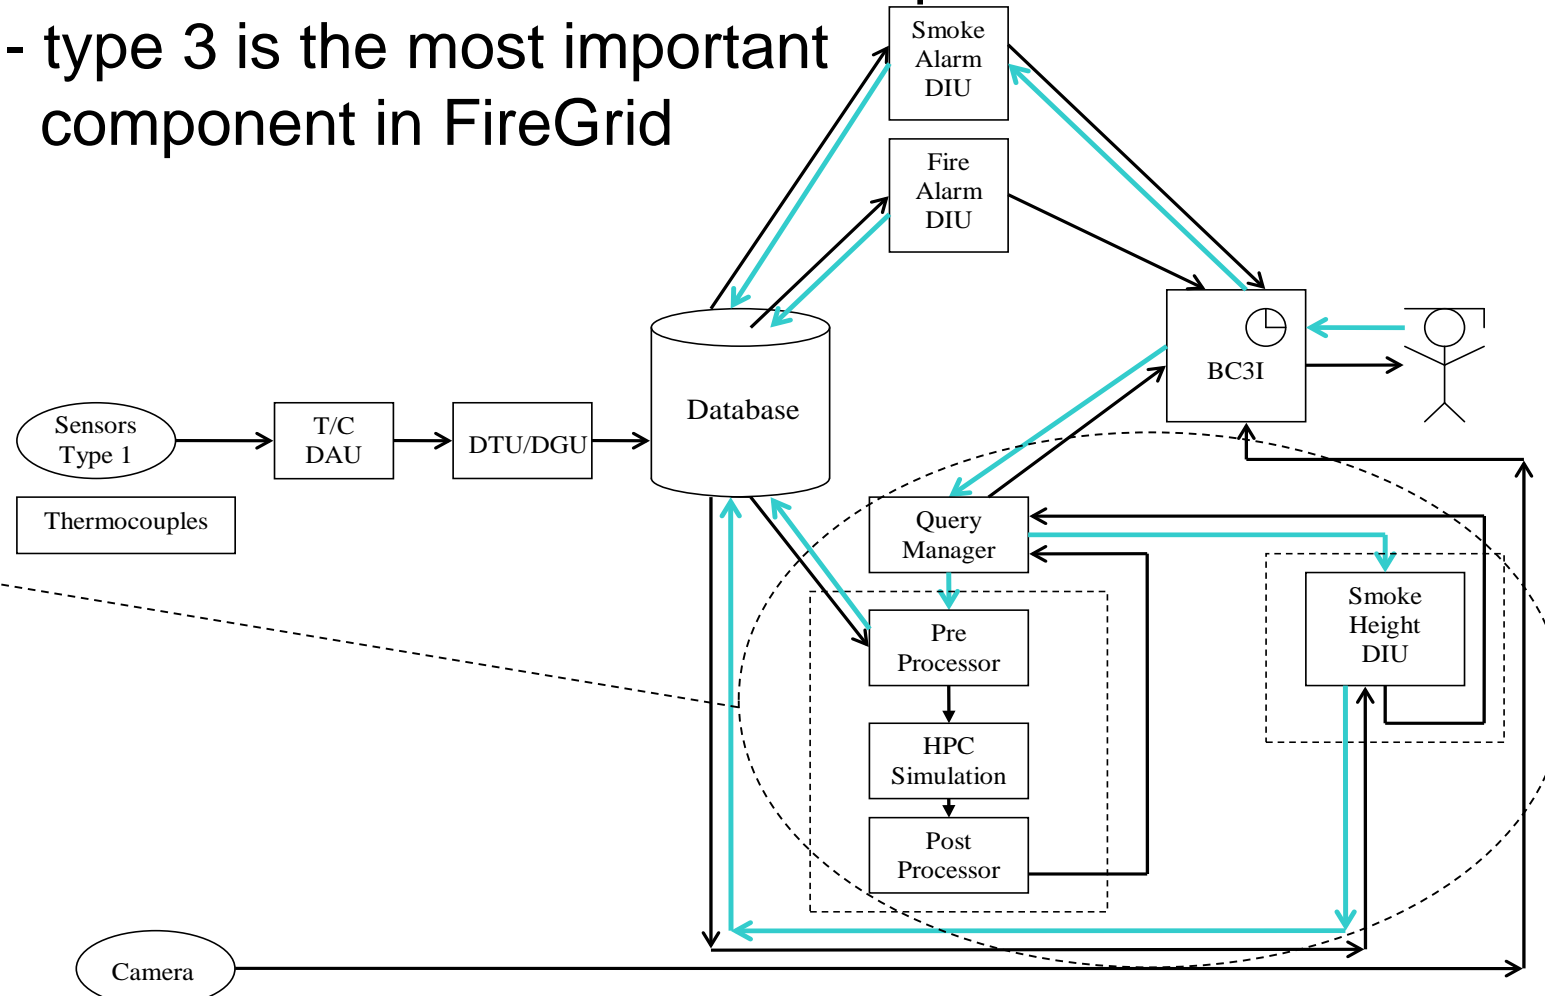 - type 3 is the most important
component in FireGrid
Smoke
Alarm
DIU
Fire
Alarm
DIU
BC3I
Database
Sensors
Type 1
T/C
DAU
DTU/DGU
Thermocouples
Query
Manager
Smoke
Height
DIU
Pre
Processor
HPC
Simulation
Post
Processor
Camera